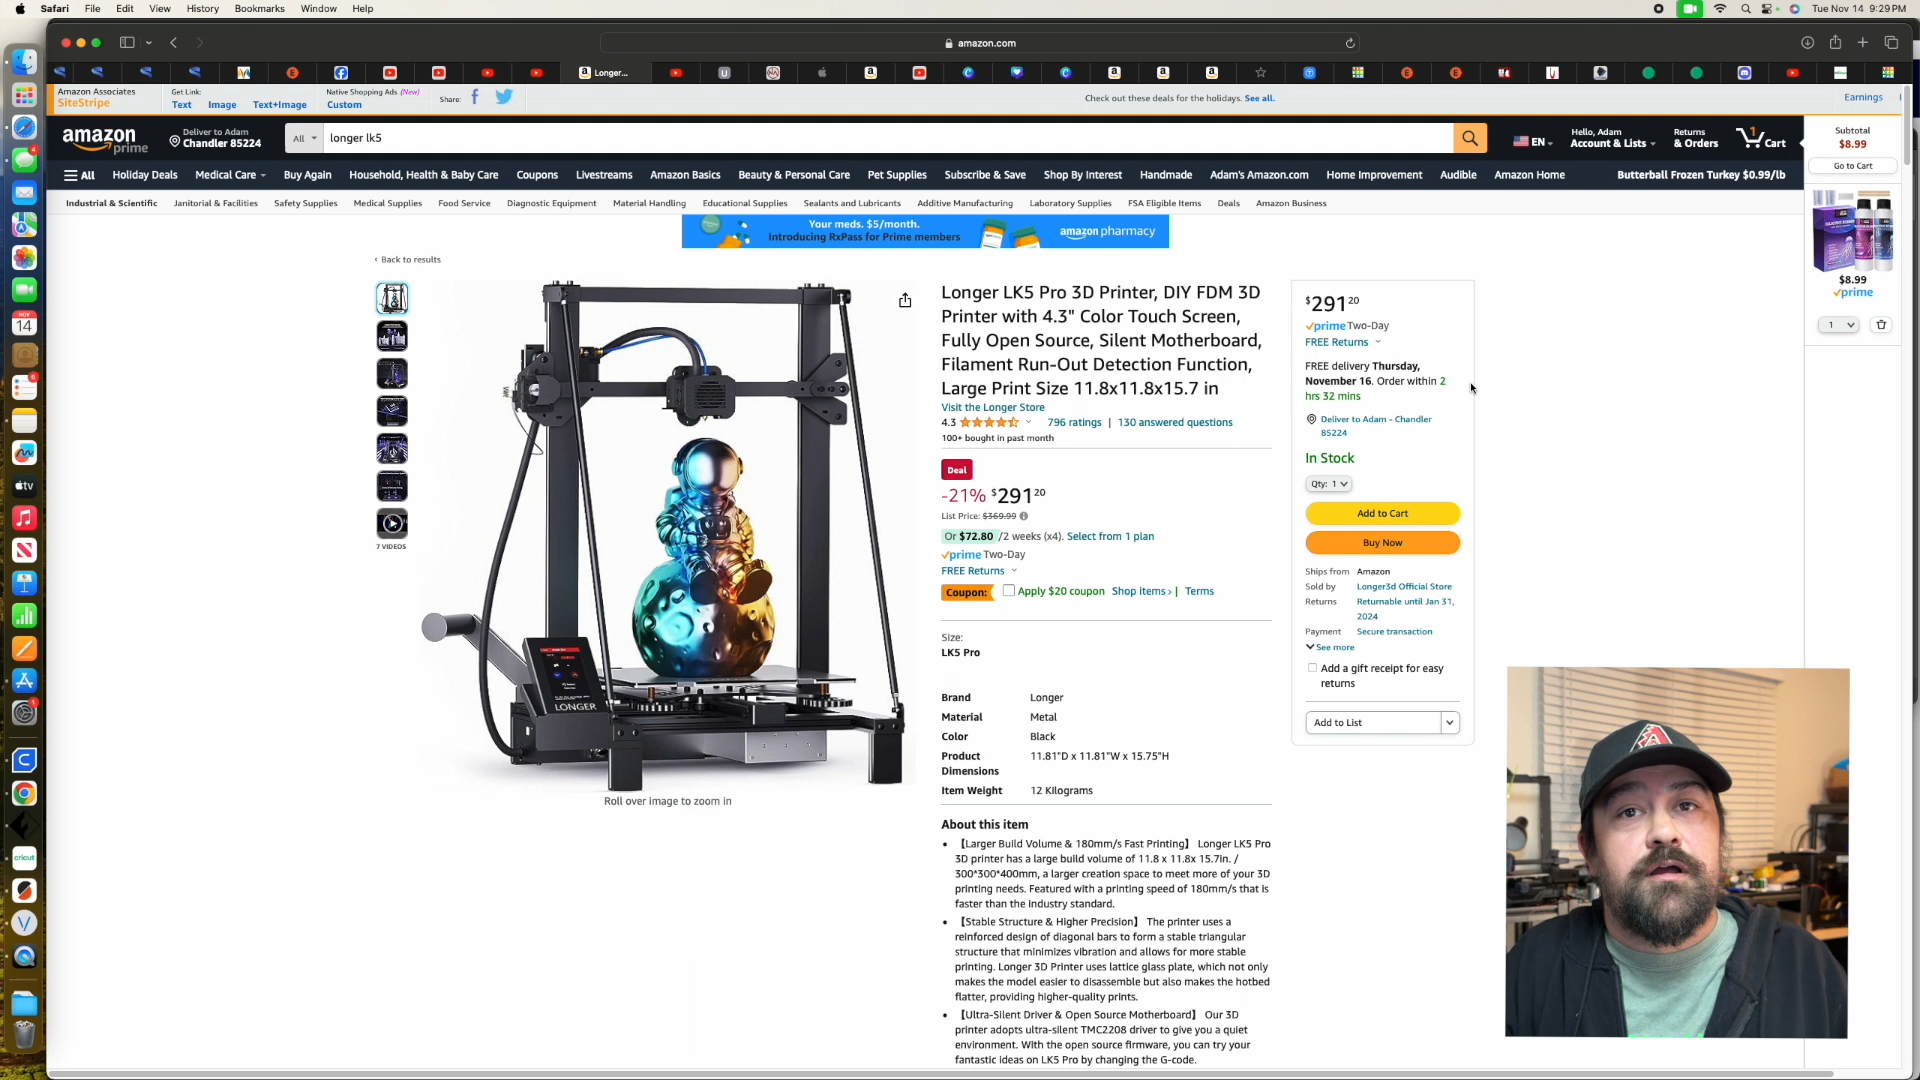 Safari File Edit View History Bookmarks Window Help
Tue Nov 14 9:29 PM
amazon.com
Longer...
Amazon Associates
SiteStripe
Get Link:
Text Image Text+Image
Native Shopping Ads (New)
Custom
Share:
Check out these deals for the holidays. See all.
Earnings
amazon
prime
Deliver to Adam
Chandler 85224
All
longer lk5
EN
Hello, Adam
Account & Lists
Returns
& Orders
1
Cart
Subtotal
$8.99
Go to Cart
All Holiday Deals Medical Care Buy Again Household, Health & Baby Care Coupons Livestreams Amazon Basics Beauty & Personal Care Pet Supplies Subscribe & Save Shop By Interest Handmade Adam's Amazon.com Home Improvement Audible Amazon Home Butterball Frozen Turkey $0.99/lb
Industrial & Scientific Janitorial & Facilities Safety Supplies Medical Supplies Food Service Diagnostic Equipment Material Handling Educational Supplies Sealants and Lubricants Additive Manufacturing Laboratory Supplies FSA Eligible Items Deals Amazon Business
Your meds. $5/month.
Introducing RxPass for Prime members
amazon pharmacy
$8.99
prime
1
‹ Back to results
7 VIDEOS
LONGER
Roll over image to zoom in
Longer LK5 Pro 3D Printer, DIY FDM 3D
Printer with 4.3" Color Touch Screen,
Fully Open Source, Silent Motherboard,
Filament Run-Out Detection Function,
Large Print Size 11.8x11.8x15.7 in
Visit the Longer Store
4.3 796 ratings | 130 answered questions
100+ bought in past month
Deal
-21% $291 20
List Price: $369.99
Or $72.80 /2 weeks (x4). Select from 1 plan
prime Two-Day
FREE Returns
Coupon: Apply $20 coupon Shop items › | Terms
Size:
LK5 Pro
Brand Longer
Material Metal
Color Black
Product 11.81"D x 11.81"W x 15.75"H
Dimensions
Item Weight 12 Kilograms
About this item
• 【Larger Build Volume & 180mm/s Fast Printing】 Longer LK5 Pro
3D printer has a large build volume of 11.8 x 11.8x 15.7in. /
300*300*400mm, a larger creation space to meet more of your 3D
printing needs. Featured with a printing speed of 180mm/s that is
faster than the industry standard.
• 【Stable Structure & Higher Precision】 The printer uses a
reinforced design of diagonal bars to form a stable triangular
structure that minimizes vibration and allows for more stable
printing. Longer 3D Printer uses lattice glass plate, which not only
makes the model easier to disassemble but also makes the hotbed
flatter, providing higher-quality prints.
• 【Ultra-Silent Driver & Open Source Motherboard】 Our 3D
printer adopts ultra-silent TMC2208 driver to give you a quiet
environment. With the open source firmware, you can try your
fantastic ideas on LK5 Pro by changing the G-code.
$291 20
prime Two-Day
FREE Returns
FREE delivery Thursday,
November 16. Order within 2
hrs 32 mins
Deliver to Adam - Chandler
85224
In Stock
Qty: 1
Add to Cart
Buy Now
Ships from Amazon
Sold by Longer3d Official Store
Returns Returnable until Jan 31,
2024
Payment Secure transaction
See more
Add a gift receipt for easy
returns
Add to List
NOV
14
tv
cricut